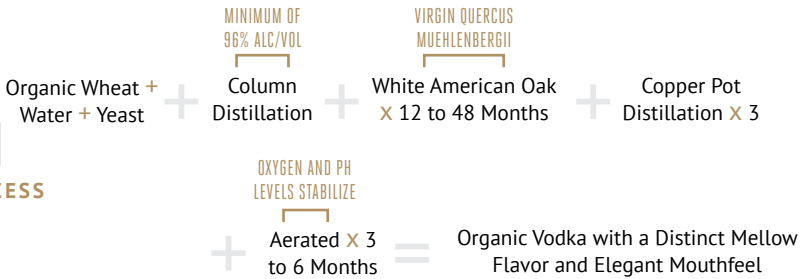 MINIMUM OF
96% ALC/VOL
VIRGIN QUERCUS
MUEHLENBERGII
Organic Wheat +
Water + Yeast
+
Column
Distillation
+
White American Oak
x 12 to 48 Months
+
Copper Pot
Distillation x 3
OXYGEN AND PH
LEVELS STABILIZE
+
Aerated x 3
to 6 Months
=
Organic Vodka with a Distinct Mellow
Flavor and Elegant Mouthfeel